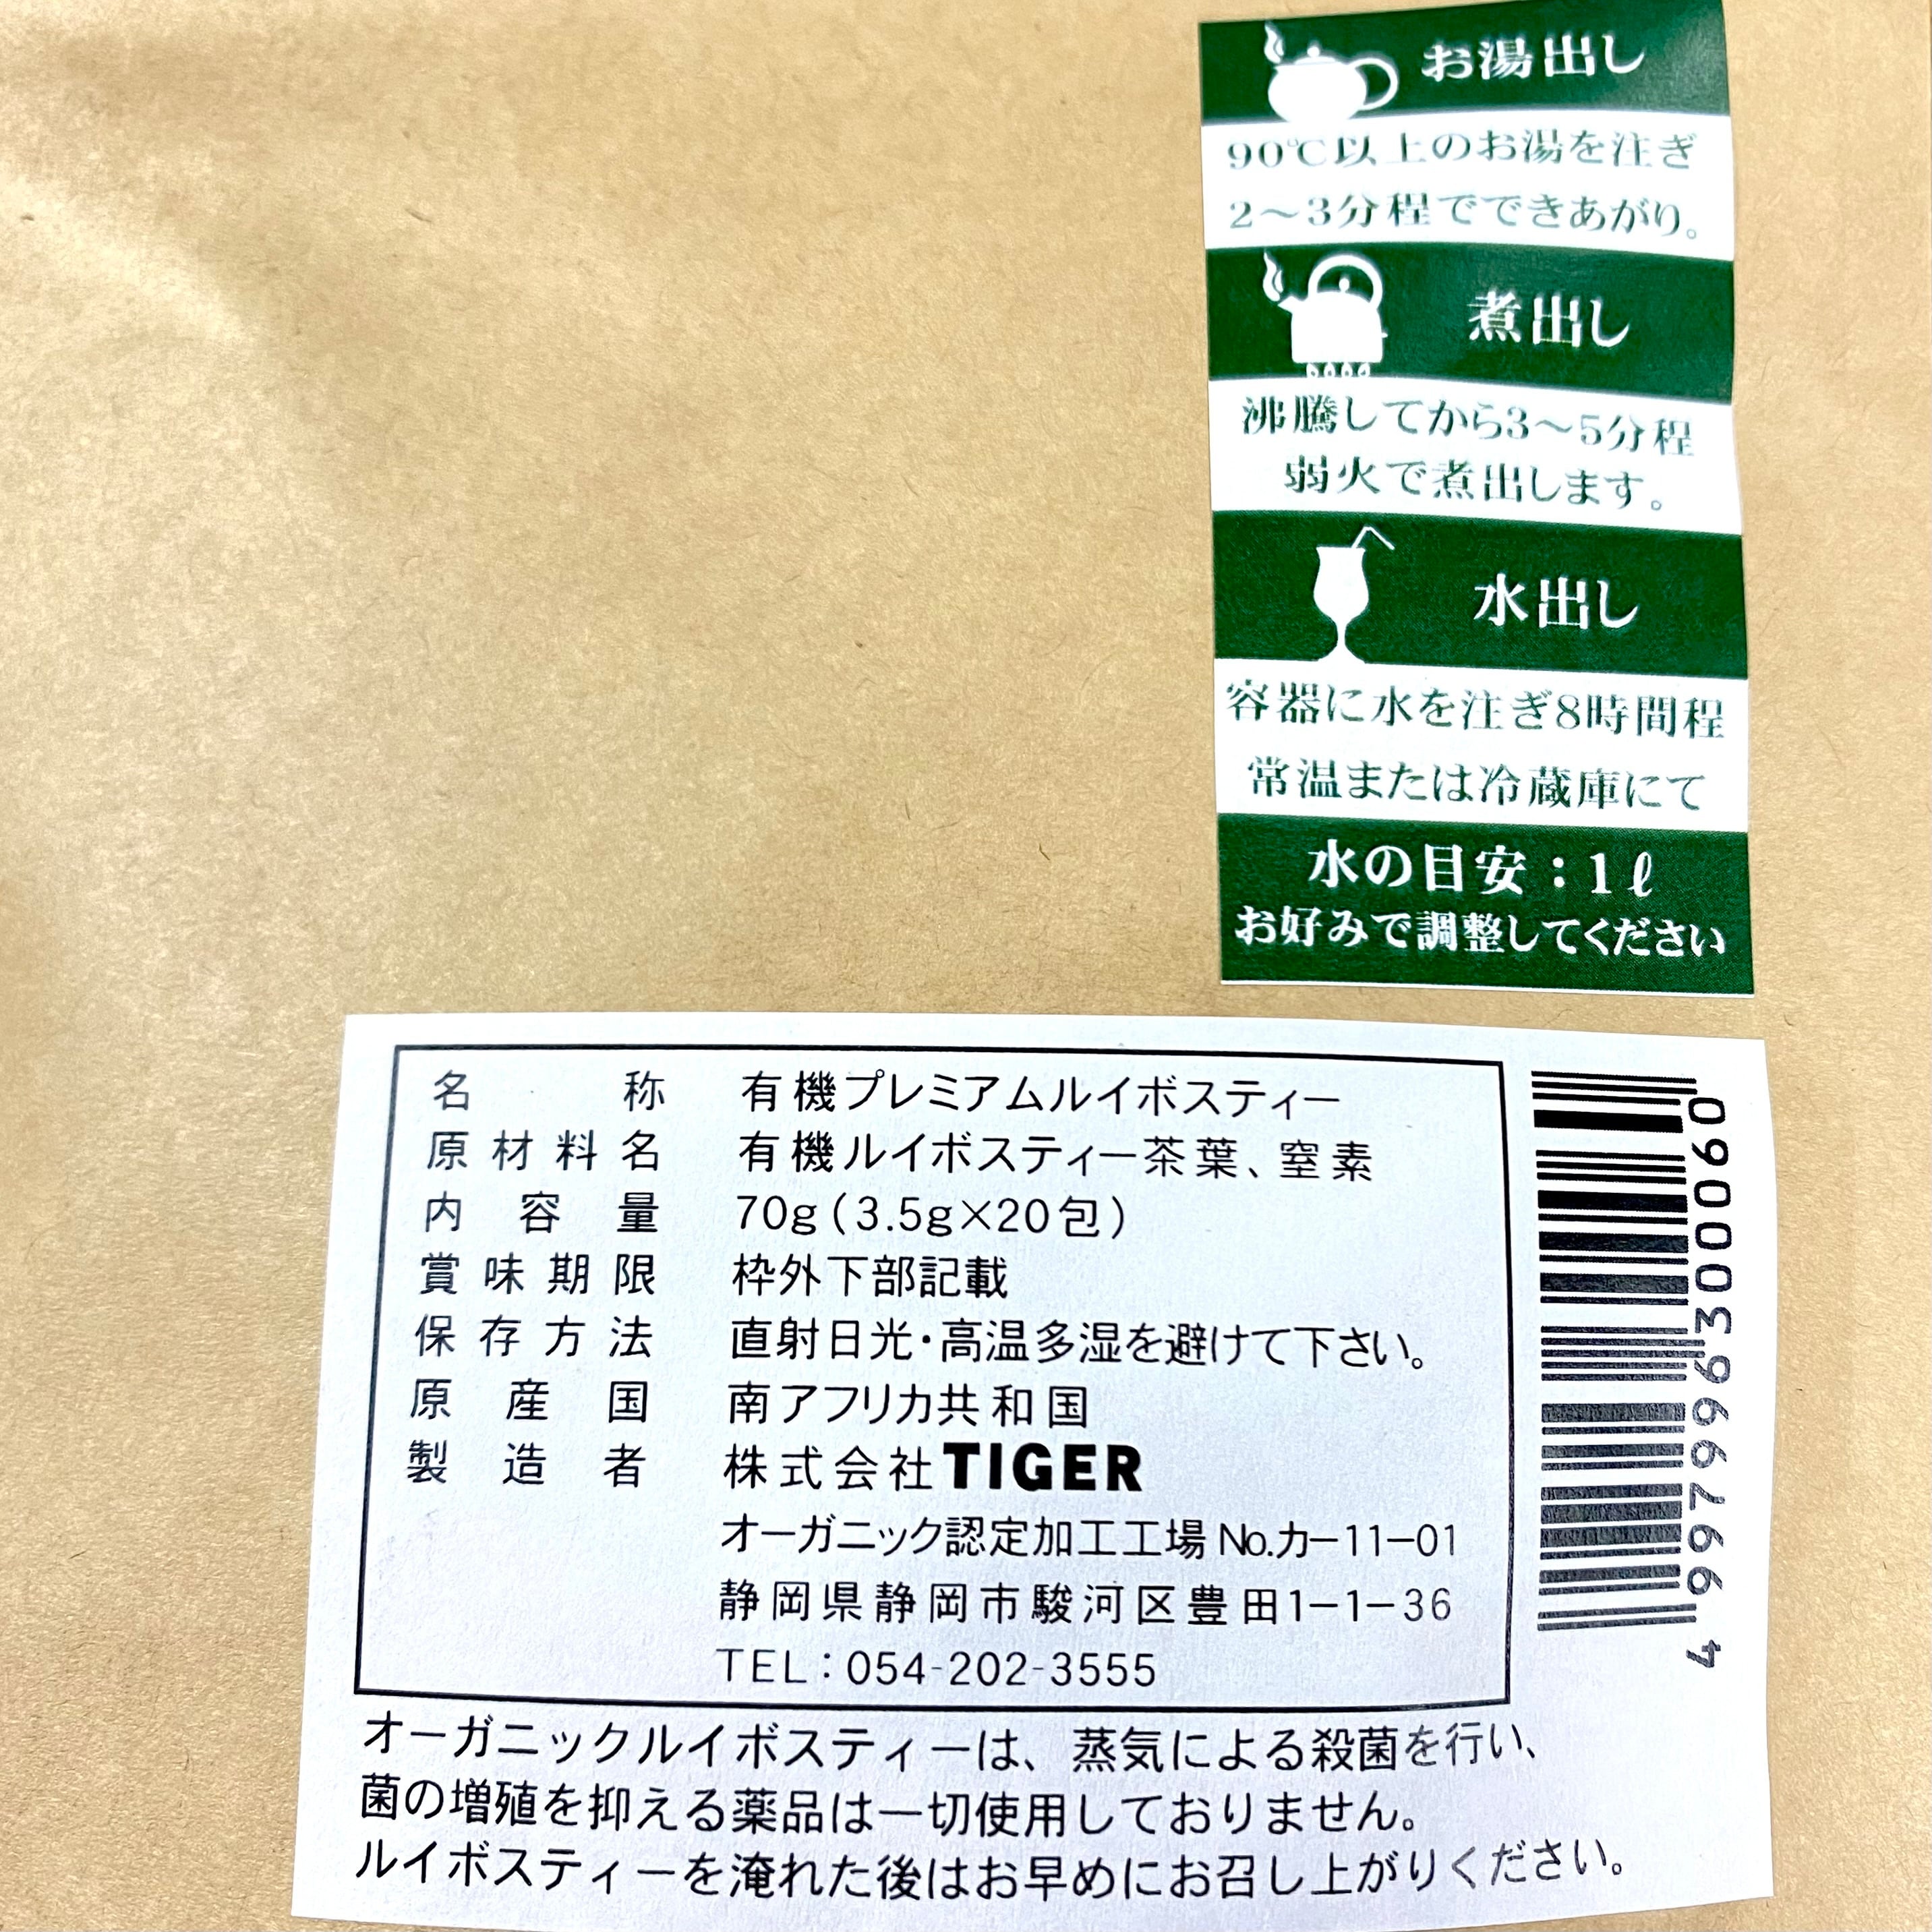 お湯出し
90℃以上のお湯を注ぎ
2〜3分程でできあがり。
煮出し
沸騰してから3〜5分程
弱火で煮出します。
水出し
容器に水を注ぎ8時間程
常温または冷蔵庫にて
水の目安：1ℓ
お好みで調整してください
名称 有機プレミアムルイボスティー
原材料名 有機ルイボスティー茶葉、窒素
内容量 70g(3.5g×20包)
賞味期限 枠外下部記載
保存方法 直射日光・高温多湿を避けて下さい。
原産国 南アフリカ共和国
製造者 株式会社TIGER
オーガニック認定加工工場No.カー11ー01
静岡県静岡市駿河区豊田1ー1ー36
TEL：054-202-3555
オーガニックルイボスティーは、蒸気による殺菌を行い、
菌の増殖を抑える薬品は一切使用しておりません。
ルイボスティーを淹れた後はお早めにお召し上がりください。
0900039667664